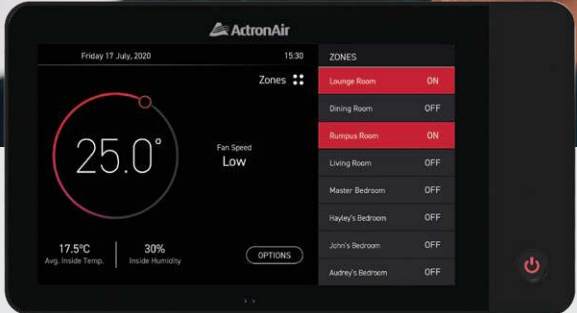 ActronAir
Friday 17 July, 2020
15:30
Zones
25.0°
Fan Speed
Low
17.5°C
Avg. Inside Temp.
30%
Inside Humidity
OPTIONS
ZONES
Lounge Room ON
Dining Room OFF
Rumpus Room ON
Living Room OFF
Master Bedroom OFF
Hayley's Bedroom OFF
John's Bedroom OFF
Audrey's Bedroom OFF